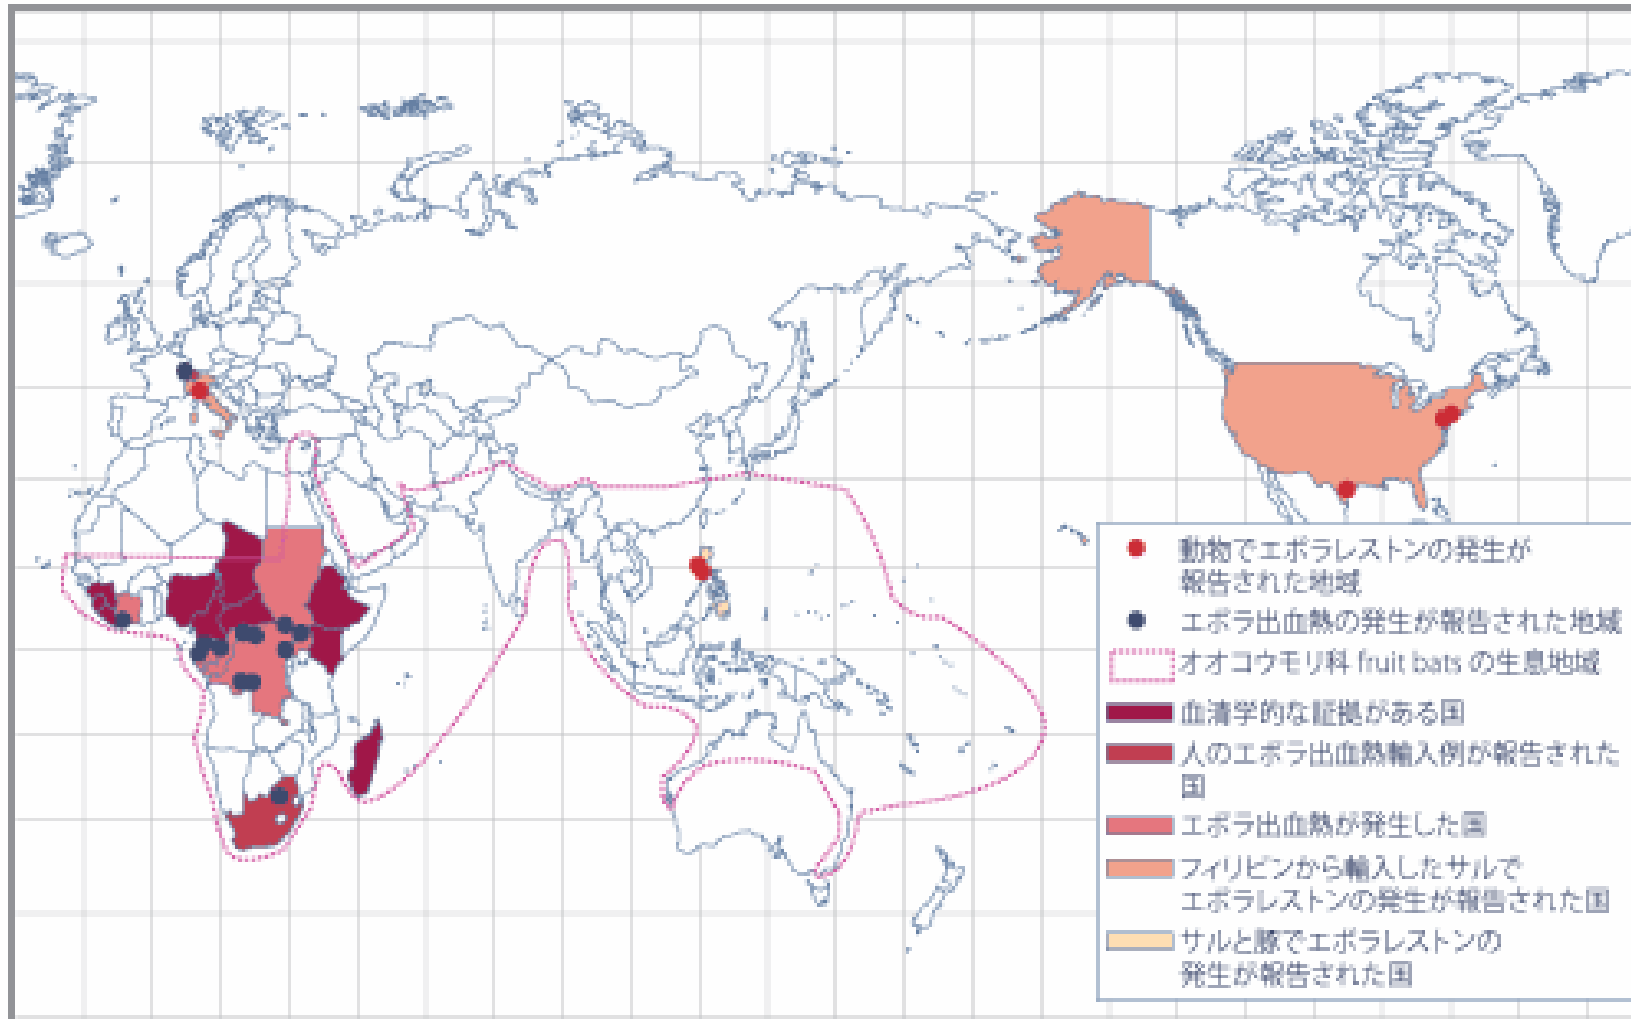 動物でエボラレストンの発生が
報告された地域
エボラ出血熱の発生が報告された地域
オオコウモリ科 fruit bats の生息地域
血清学的な証拠がある国
人のエボラ出血熱輸入例が報告された
国
エボラ出血熱が発生した国
フィリピンから輸入したサルで
エボラレストンの発生が報告された国
サルと豚でエボラレストンの
発生が報告された国